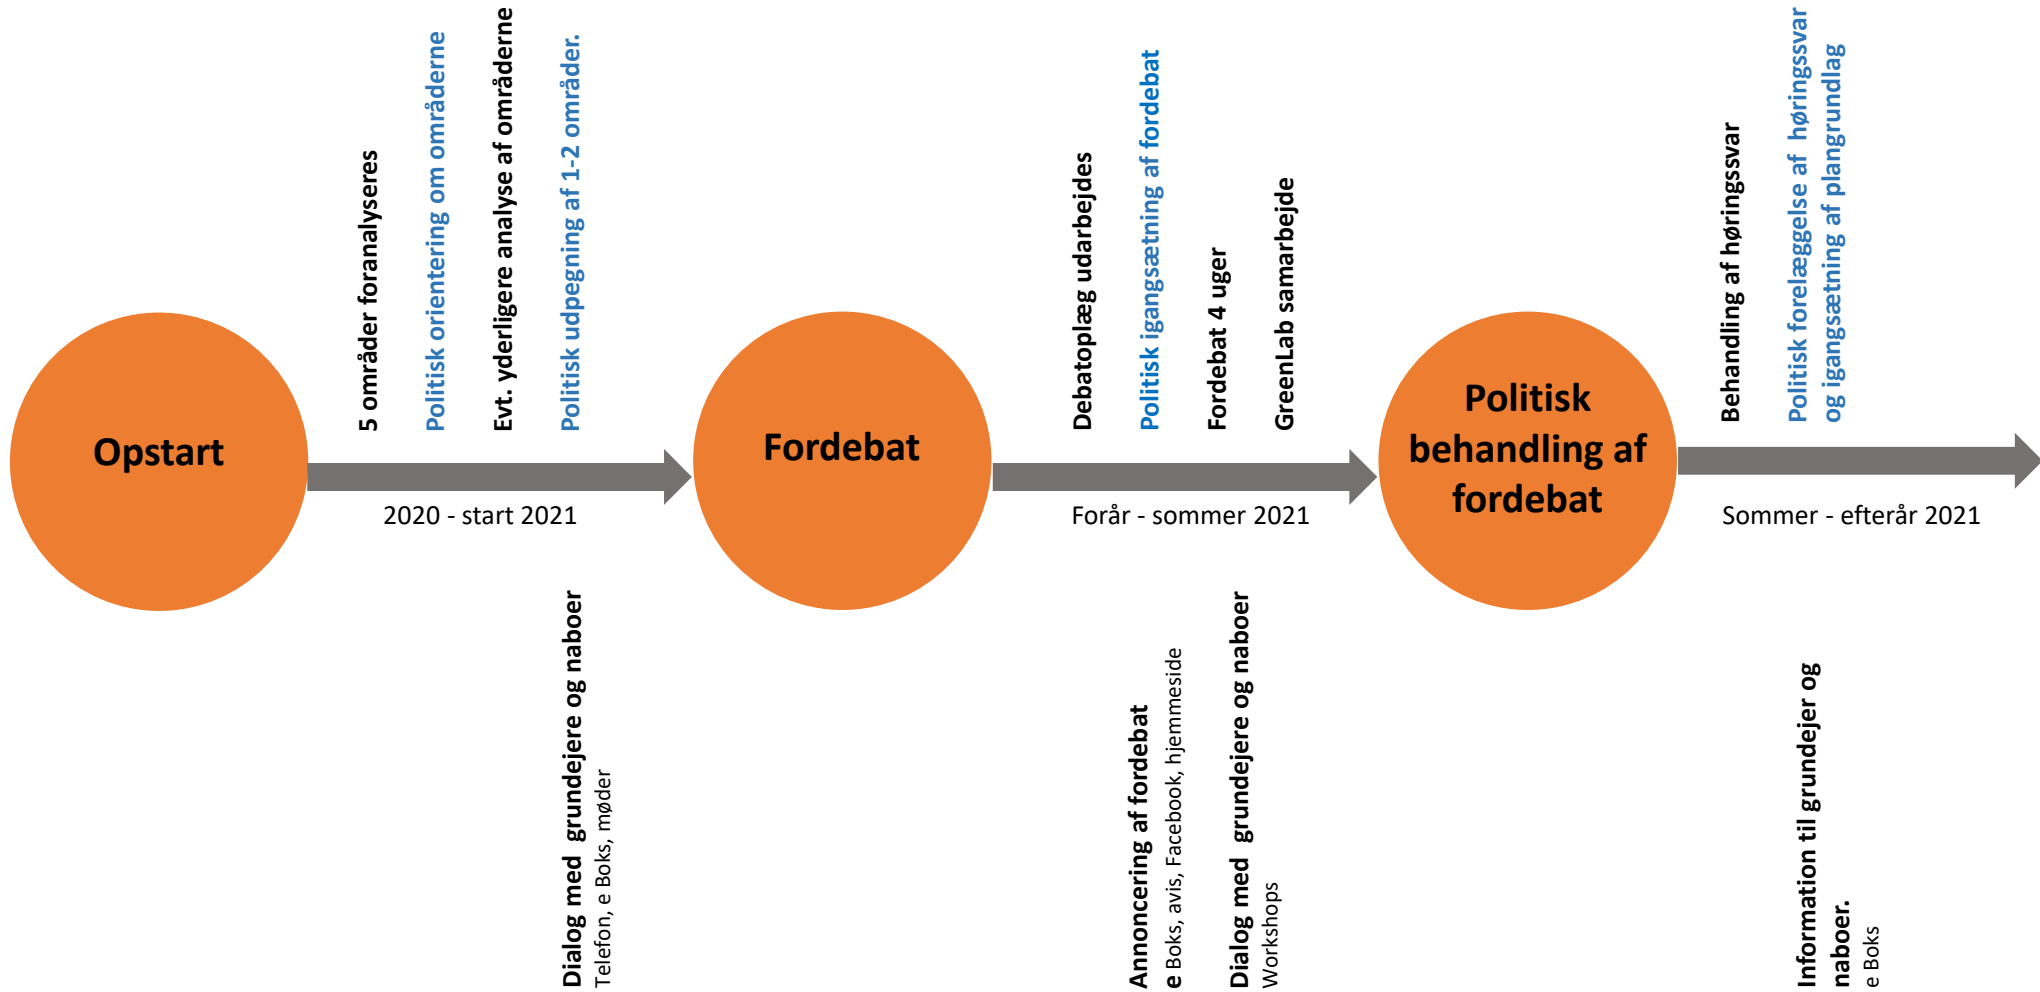 Opstart
5 områder foranalyseres
Politisk orientering om områderne
Evt. yderligere analyse af områderne
Politisk udpegning af 1-2 områder.
2020 - start 2021
Dialog med grundejere og naboer
Telefon, e Boks, møder
Fordebat
Debatoplæg udarbejdes
Politisk igangsætning af fordebat
Fordebat 4 uger
GreenLab samarbejde
Forår - sommer 2021
Annoncering af fordebat
e Boks, avis, Facebook, hjemmeside
Dialog med grundejere og naboer
Workshops
Politisk
behandling af
fordebat
Behandling af høringssvar
Politisk forelæggelse af høringssvar
og igangsætning af plangrundlag
Sommer - efterår 2021
Information til grundejer og
naboer.
e Boks